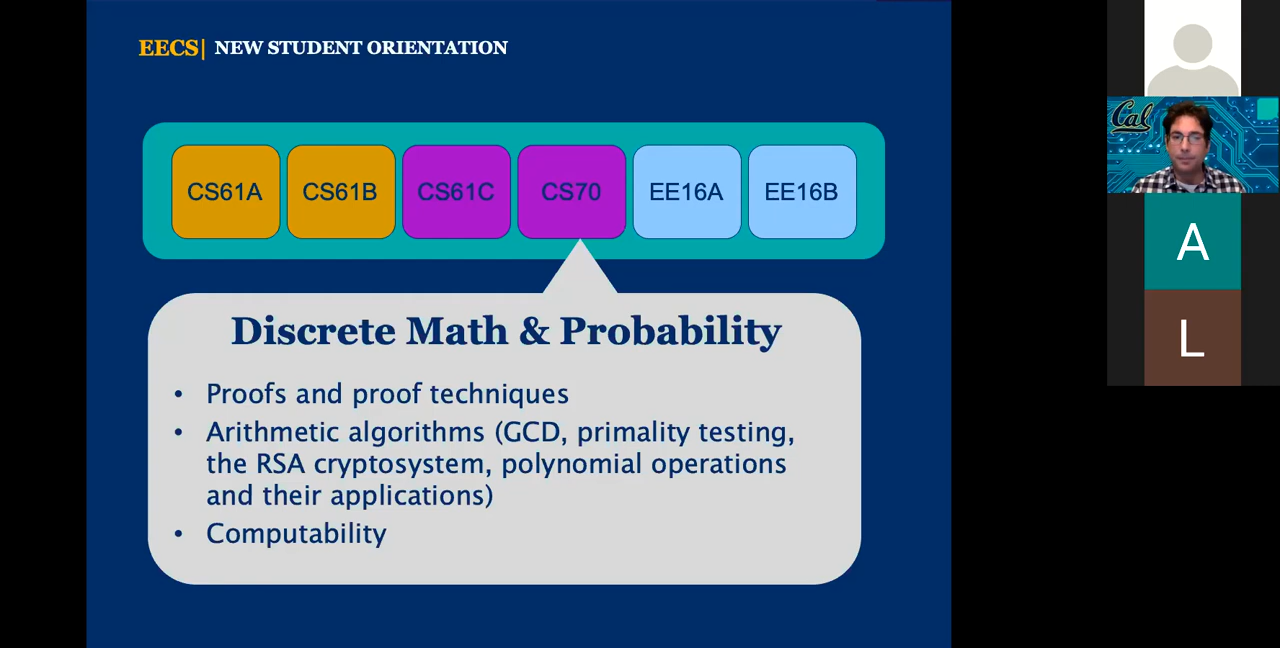 EECS| NEW STUDENT ORIENTATION
CS61A CS61B CS61C CS70 EE16A EE16B
Discrete Math & Probability
• Proofs and proof techniques
• Arithmetic algorithms (GCD, primality testing,
the RSA cryptosystem, polynomial operations
and their applications)
• Computability
Cal
A
L